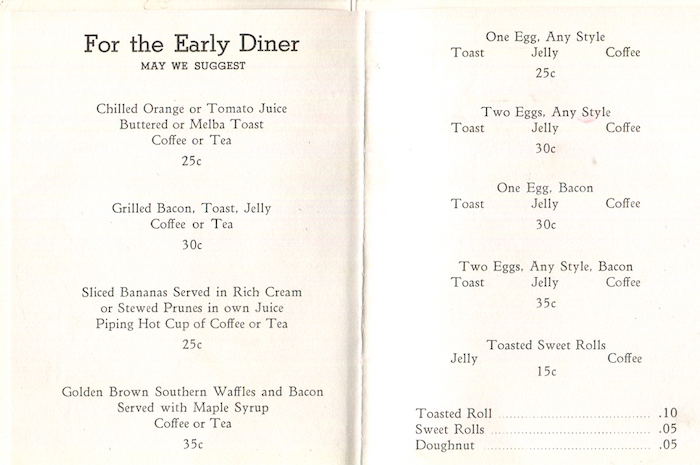 For the Early Diner
MAY WE SUGGEST
Chilled Orange or Tomato Juice
Buttered or Melba Toast
Coffee or Tea
25c
Grilled Bacon, Toast, Jelly
Coffee or Tea
30c
Sliced Bananas Served in Rich Cream
or Stewed Prunes in own Juice
Piping Hot Cup of Coffee or Tea
25c
Golden Brown Southern Waffles and Bacon
Served with Maple Syrup
Coffee or Tea
35c
One Egg, Any Style
Toast Jelly Coffee
25c
Two Eggs, Any Style
Toast Jelly Coffee
30c
One Egg, Bacon
Toast Jelly Coffee
30c
Two Eggs, Any Style, Bacon
Toast Jelly Coffee
35c
Toasted Sweet Rolls
Jelly Coffee
15c
Toasted Roll .10
Sweet Rolls .05
Doughnut .05